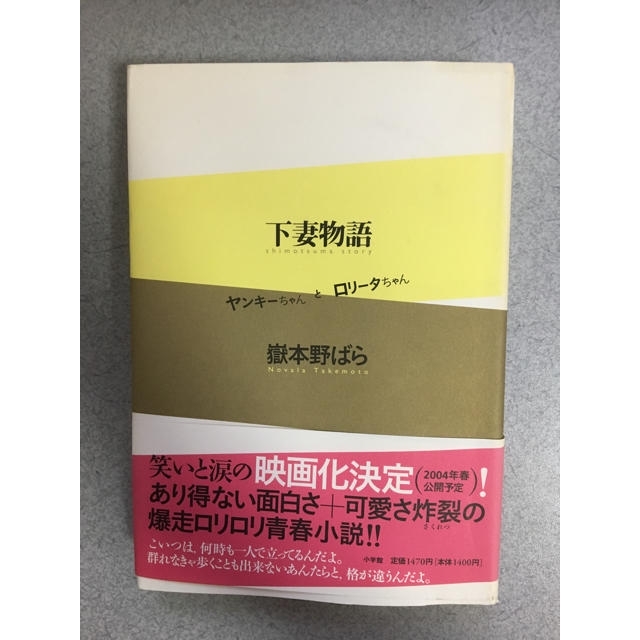 下妻物語
shimotsuma story
ヤンキーちゃん と ロリータちゃん
嶽本野ばら
Novala Takemoto
笑いと涙の映画化決定(2004年春公開予定)!
あり得ない面白さ+可愛さ炸裂の
さくれつ
爆走ロリロリ青春小説!!
こいつは、何時も一人で立ってるんだよ。
群れなきゃ歩くことも出来ないあんたらと、格が違うんだよ。
小学館 定価1470円[本体1400円]